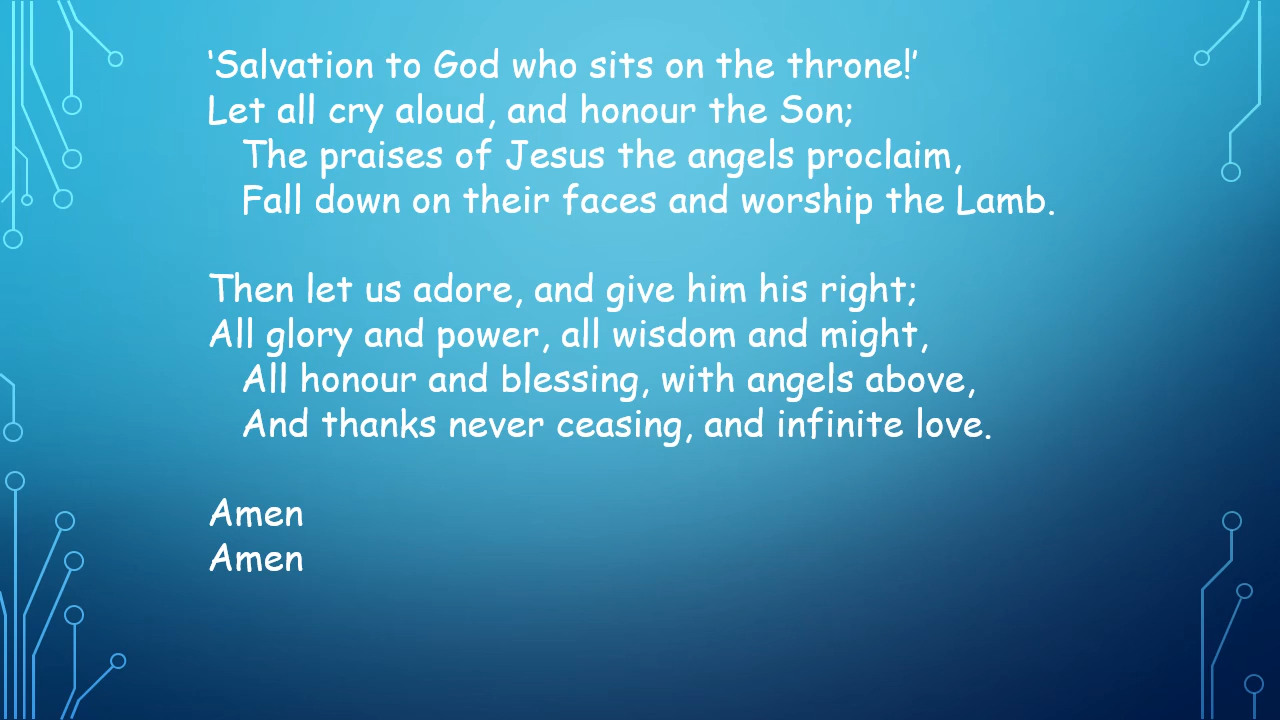 ‘Salvation to God who sits on the throne!’
Let all cry aloud, and honour the Son;
The praises of Jesus the angels proclaim,
Fall down on their faces and worship the Lamb.
Then let us adore, and give him his right;
All glory and power, all wisdom and might,
All honour and blessing, with angels above,
And thanks never ceasing, and infinite love.
Amen
Amen